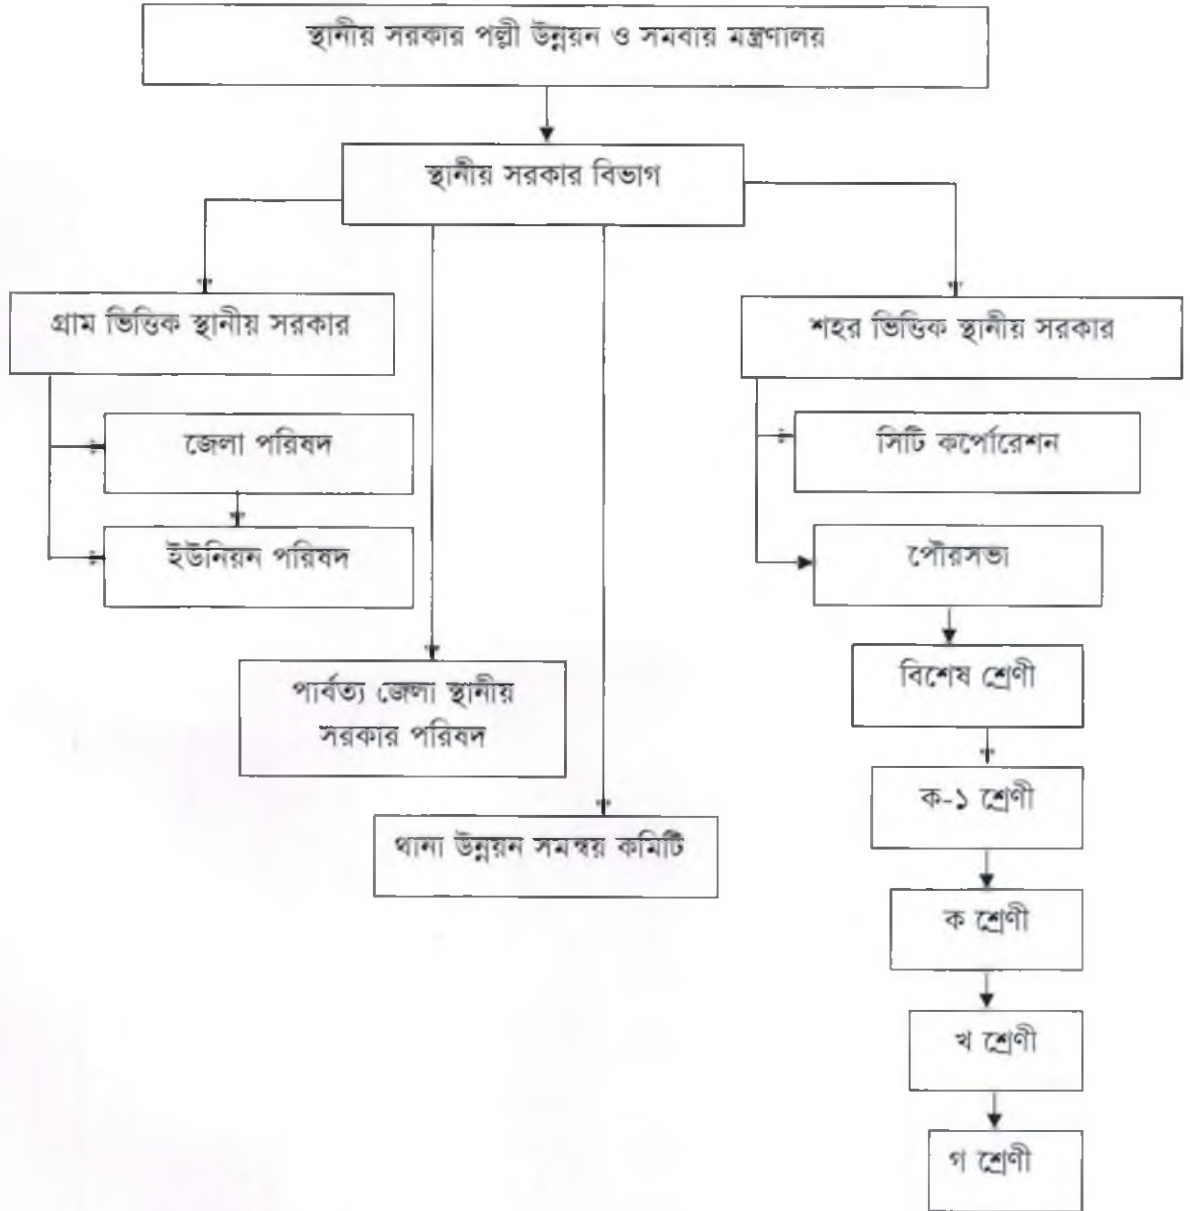 স্থানীয় সরকার পল্লী উন্নয়ন ও সমবায় মন্ত্রণালয়
স্থানীয় সরকার বিভাগ
গ্রাম ভিত্তিক স্থানীয় সরকার
শহর ভিত্তিক স্থানীয় সরকার
জেলা পরিষদ
সিটি কর্পোরেশন
ইউনিয়ন পরিষদ
পৌরসভা
পার্বত্য জেলা স্থানীয়
সরকার পরিষদ
বিশেষ শ্রেণী
ক-১ শ্রেণী
থানা উন্নয়ন সমন্বয় কমিটি
ক শ্রেণী
খ শ্রেণী
গ শ্রেণী